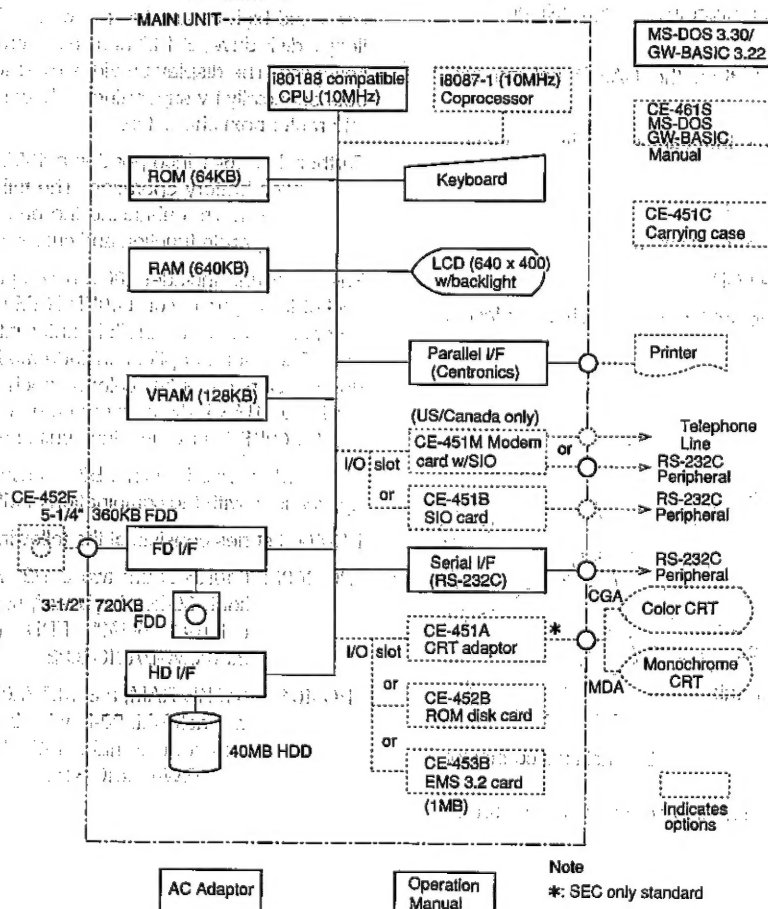 MAIN UNIT
MS-DOS 3.30/
GW-BASIC 3.22
i80188 compatible
CPU (10MHz)
i8087-1 (10MHz)
Coprocessor
CE-461S
MS-DOS
GW-BASIC
Manual
ROM (64KB)
Keyboard
CE-451C
Carrying case
RAM (640KB)
LCD (640 x 400)
w/backlight
Parallel I/F
(Centronics)
Printer
VRAM (128KB)
(US/Canada only)
CE-451M Modem
card w/SIO
or
Telephone
Line
RS-232C
Peripheral
I/O slot
or
CE-451B
SIO card
RS-232C
Peripheral
CE-452F
5-1/4" 360KB FDD
FD I/F
Serial I/F
(RS-232C)
RS-232C
Peripheral
3-1/2" 720KB
FDD
CGA
Color CRT
I/O slot
CE-451A
CRT adaptor
*
or
HD I/F
CE-452B
ROM disk card
MDA
Monochrome
CRT
or
40MB HDD
CE-453B
EMS 3.2 card
(1MB)
Indicates
options
AC Adaptor
Operation
Manual
Note
*: SEC only standard